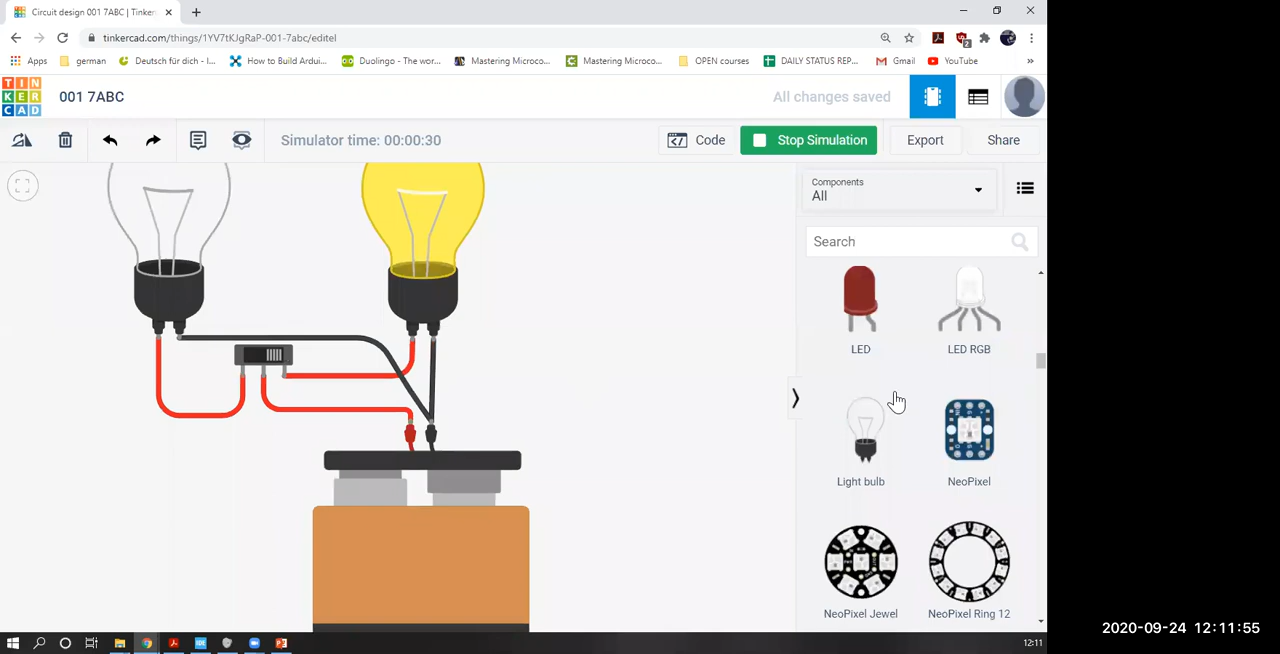 Circuit design 001 7ABC | Tinker
tinkercad.com/things/1YV7tKJgRaP-001-7abc/editel
Apps german Deutsch für dich - I... How to Build Ardui... Duolingo - The wor... Mastering Microco... Mastering Microco... OPEN courses DAILY STATUS REP... Gmail YouTube »
TIN
KER
CAD
001 7ABC
All changes saved
Simulator time: 00:00:30
Code
Stop Simulation
Export
Share
Components
All
Search
LED
LED RGB
Light bulb
NeoPixel
NeoPixel Jewel
NeoPixel Ring 12
12:11
2020-09-24 12:11:55